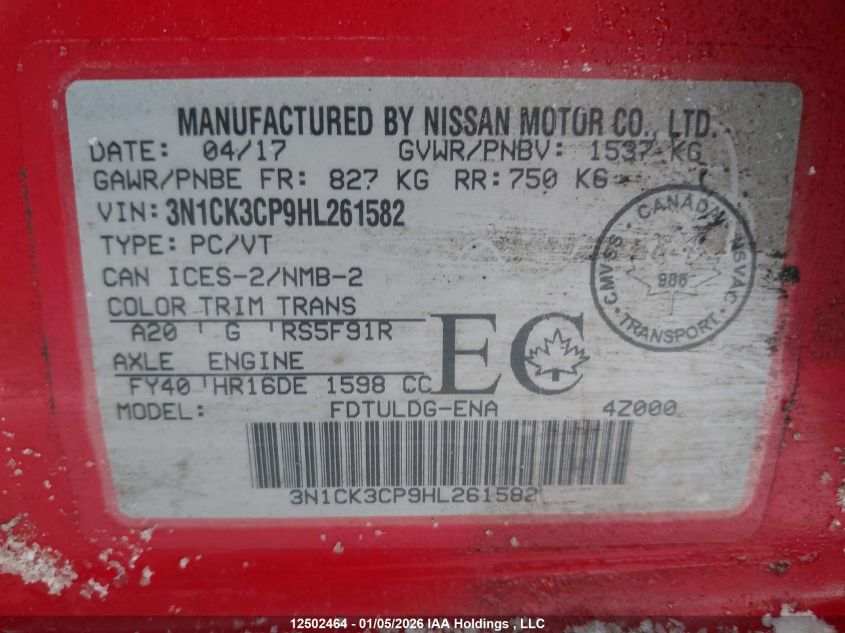 MANUFACTURED BY NISSAN MOTOR CO., LTD.
DATE: 04/17 GVWR/PNBV: 1537 KG
GAWR/PNBE FR: 827 KG RR: 750 KG
VIN: 3N1CK3CP9HL261582
TYPE: PC/VT
CAN ICES-2/NMB-2
COLOR TRIM TRANS
A20 G RS5F91R
AXLE ENGINE
FY40 HR16DE 1598 CC
EC
MODEL: FDTULDG-ENA 4Z000
3N1CK3CP9HL261582
CANADA
CMVSS NSVAC
986
TRANSPORT
12502464 - 01/05/2026 IAA Holdings , LLC